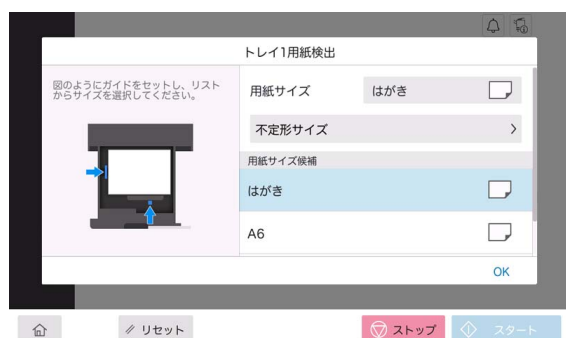 トレイ1用紙検出
図のようにガイドをセットし、リスト
からサイズを選択してください。
用紙サイズ
はがき
不定形サイズ
用紙サイズ候補
はがき
A6
OK
リセット
ストップ
スタート